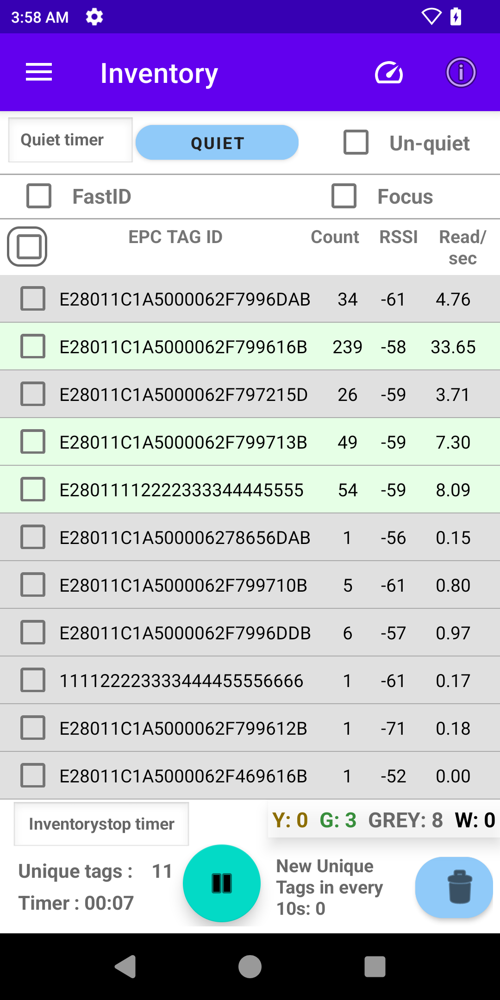 3:58 AM
Inventory
Quiet timer QUIET Un-quiet
FastID Focus
EPC TAG ID Count RSSI Read/
sec
E28011C1A5000062F7996DAB 34 -61 4.76
E28011C1A5000062F799616B 239 -58 33.65
E28011C1A5000062F797215D 26 -59 3.71
E28011C1A5000062F799713B 49 -59 7.30
E28011112222333344445555 54 -59 8.09
E28011C1A500006278656DAB 1 -56 0.15
E28011C1A5000062F799710B 5 -61 0.80
E28011C1A5000062F7996DDB 6 -57 0.97
111122223333444455556666 1 -61 0.17
E28011C1A5000062F799612B 1 -71 0.18
E28011C1A5000062F469616B 1 -52 0.00
Inventorystop timer Y: 0 G: 3 GREY: 8 W: 0
Unique tags : 11
Timer : 00:07
New Unique
Tags in every
10s: 0